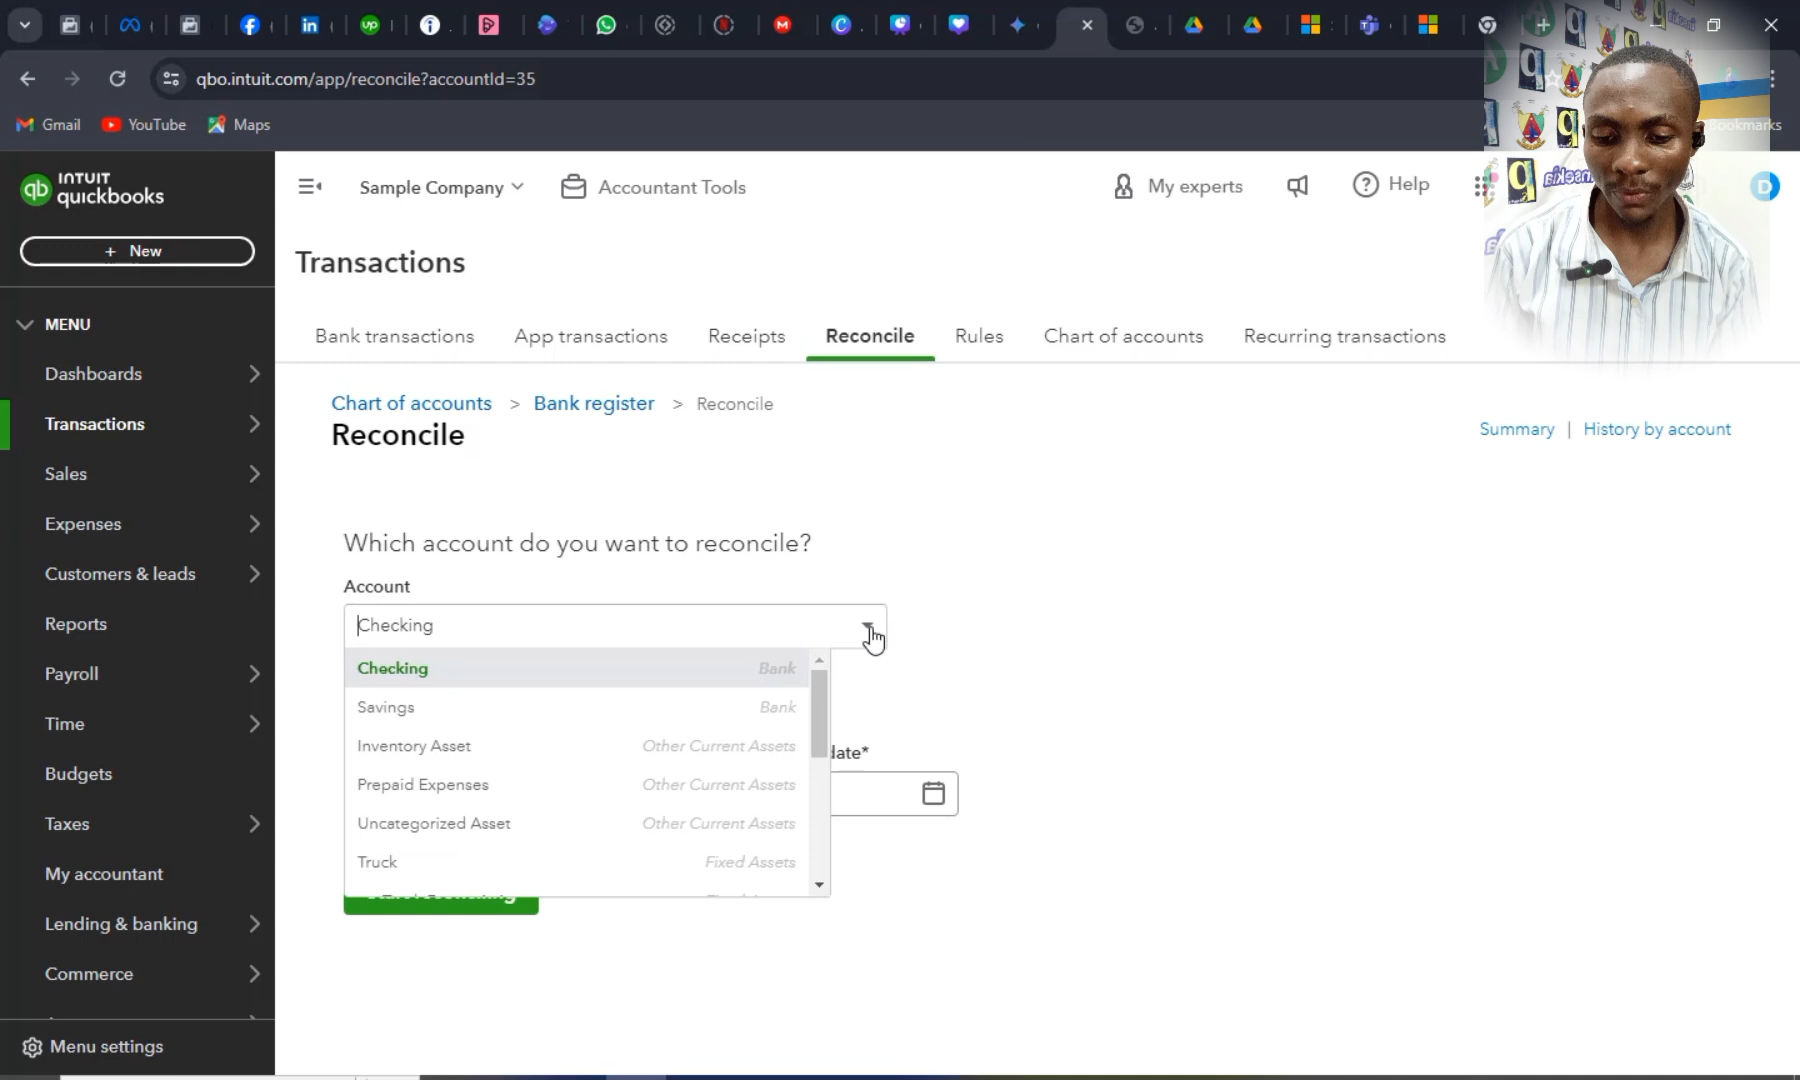 qbo.intuit.com/app/reconcile?accountId=35
Gmail YouTube Maps
Bookmarks
INTUIT
quickbooks
Sample Company Accountant Tools My experts Help
D
+ New
Transactions
MENU
Bank transactions App transactions Receipts Reconcile Rules Chart of accounts Recurring transactions
Dashboards
Transactions
Sales
Expenses
Customers & leads
Reports
Payroll
Time
Budgets
Taxes
My accountant
Lending & banking
Commerce
Menu settings
Chart of accounts > Bank register > Reconcile
Reconcile
Summary | History by account
Which account do you want to reconcile?
Account
Checking
Checking Bank
Savings Bank
Inventory Asset Other Current Assets
Prepaid Expenses Other Current Assets
Uncategorized Asset Other Current Assets
Truck Fixed Assets
date*